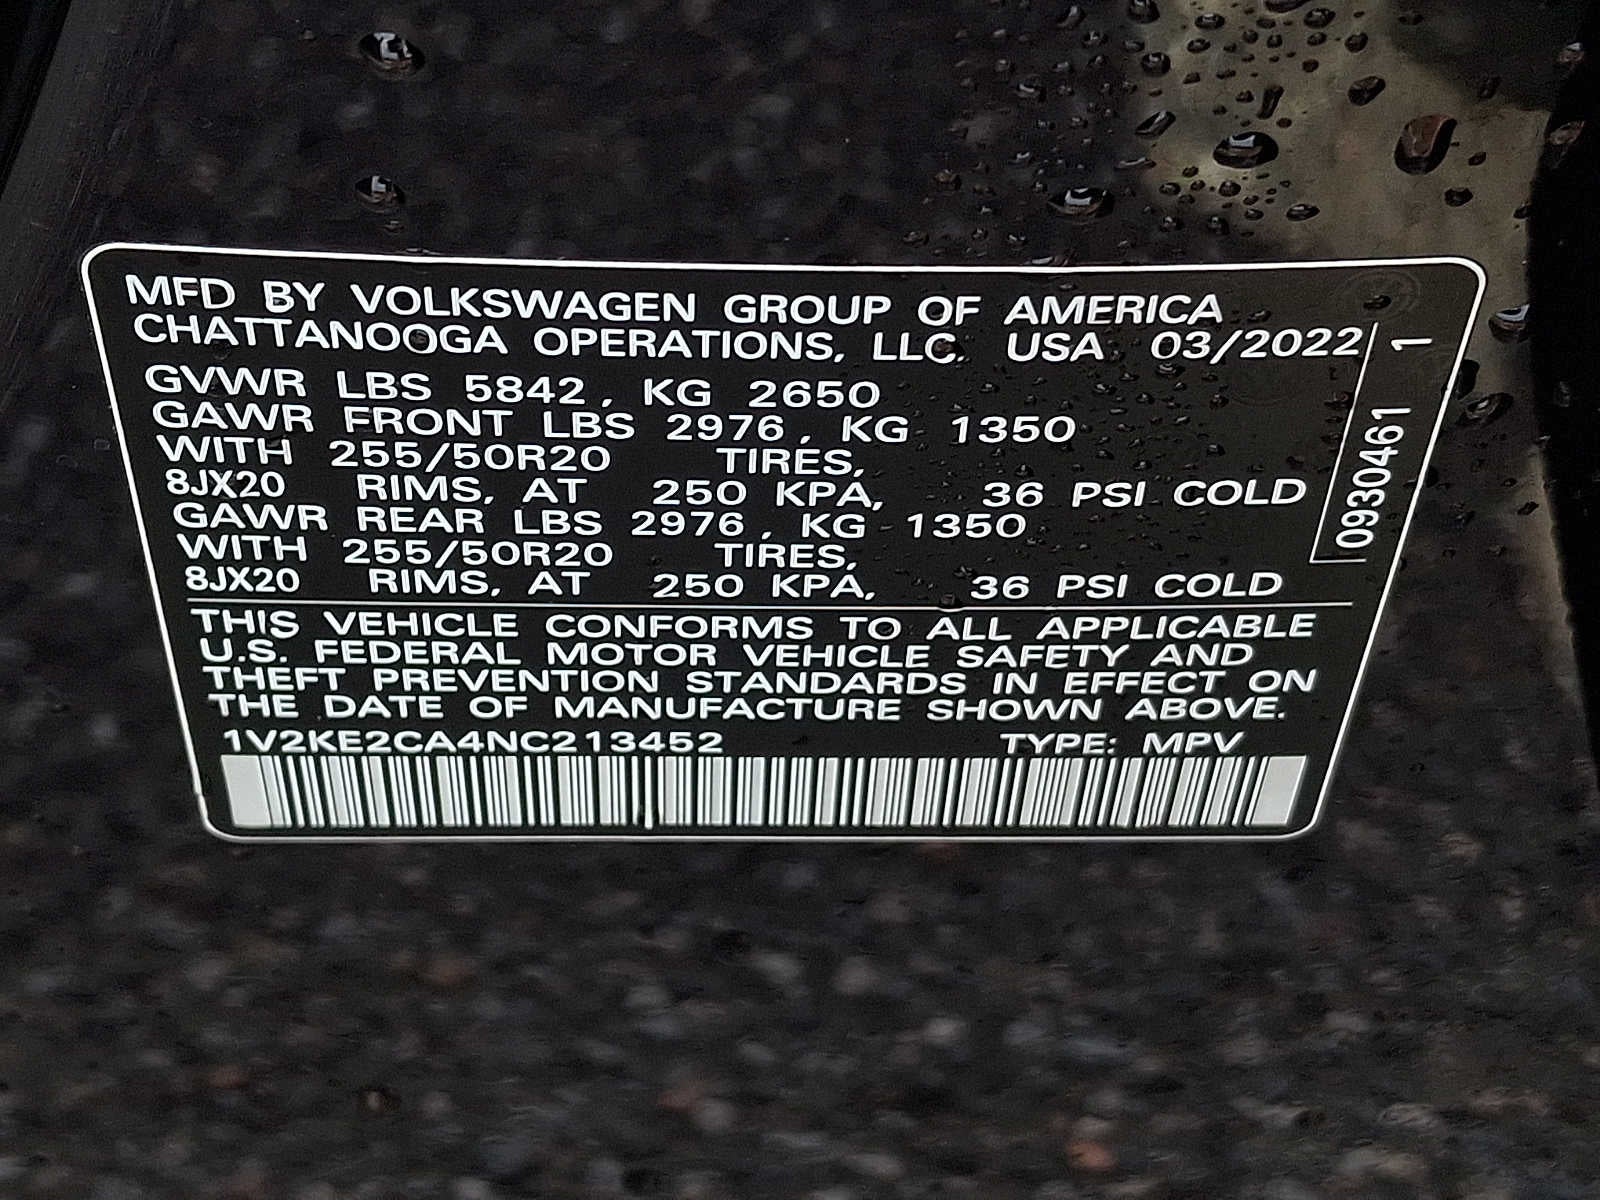 MFD BY VOLKSWAGEN GROUP OF AMERICA
CHATTANOOGA OPERATIONS, LLC. USA 03/2022
GVWR LBS 5842, KG 2650
GAWR FRONT LBS 2976, KG 1350
WITH 255/50R20 TIRES,
8JX20 RIMS, AT 250 KPA, 36 PSI COLD
GAWR REAR LBS 2976, KG 1350
WITH 255/50R20 TIRES,
8JX20 RIMS, AT 250 KPA, 36 PSI COLD
0930461 1
THIS VEHICLE CONFORMS TO ALL APPLICABLE
U.S. FEDERAL MOTOR VEHICLE SAFETY AND
THEFT PREVENTION STANDARDS IN EFFECT ON
THE DATE OF MANUFACTURE SHOWN ABOVE.
1V2KE2CA4NC213452 TYPE: MPV